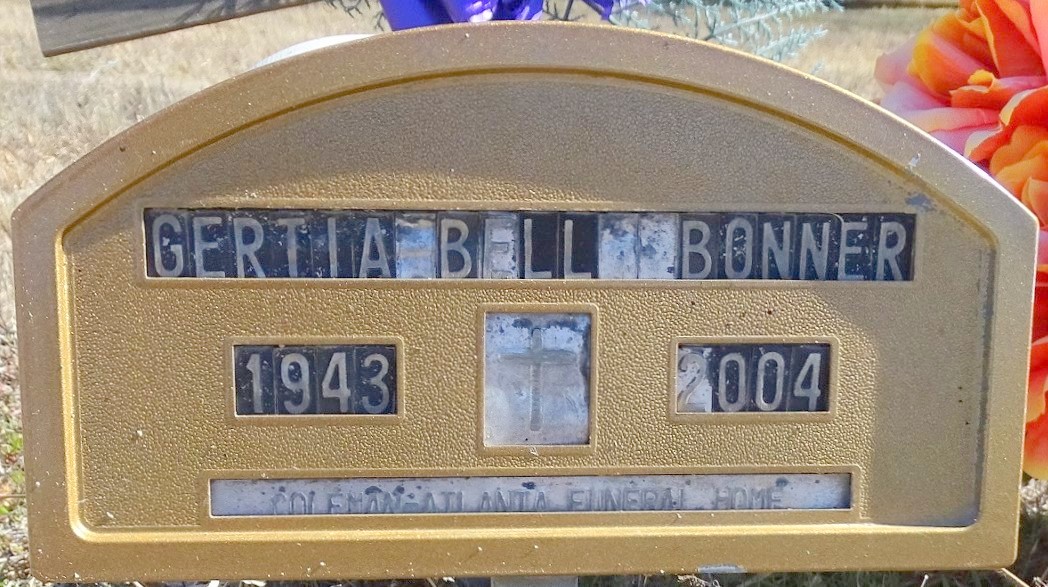 GERTIA BELL BONNER
1943 2004
COLEMAN-ATLANTA FUNERAL HOME